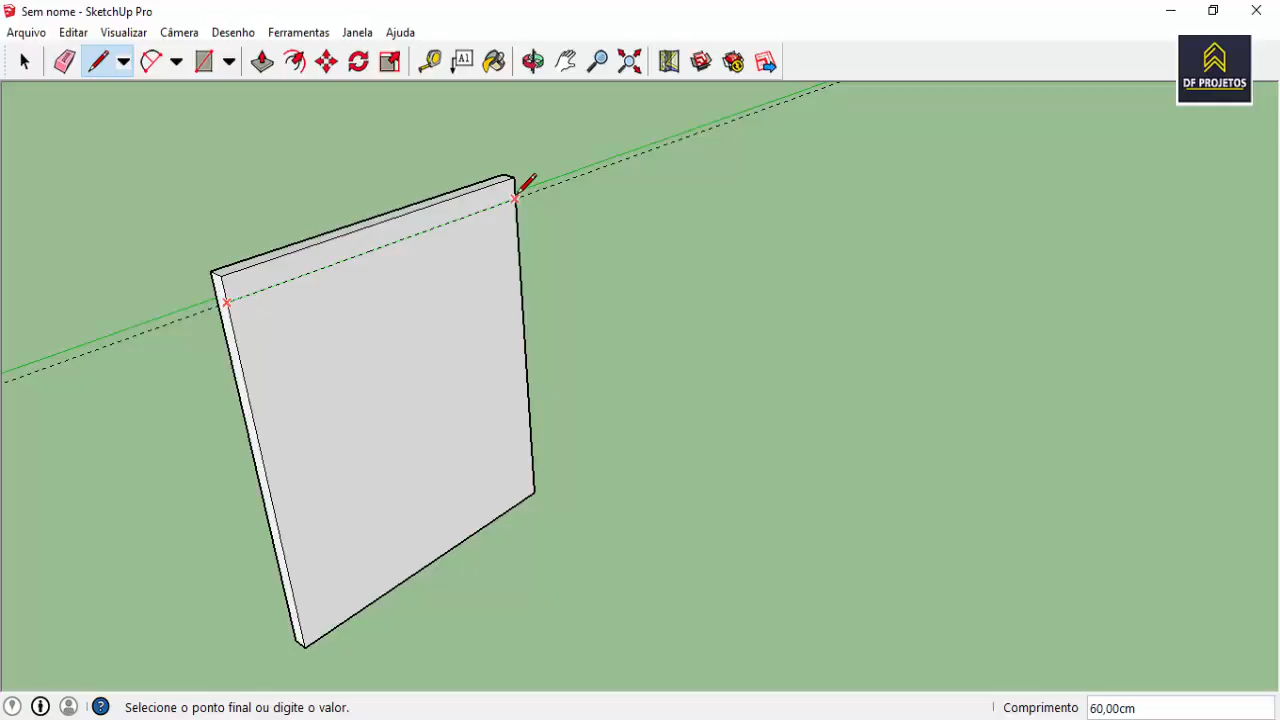 Sem nome - SketchUp Pro
Arquivo Editar Visualizar Câmera Desenho Ferramentas Janela Ajuda
A1
DF PROJETOS
Selecione o ponto final ou digite o valor.
Comprimento 60,00cm